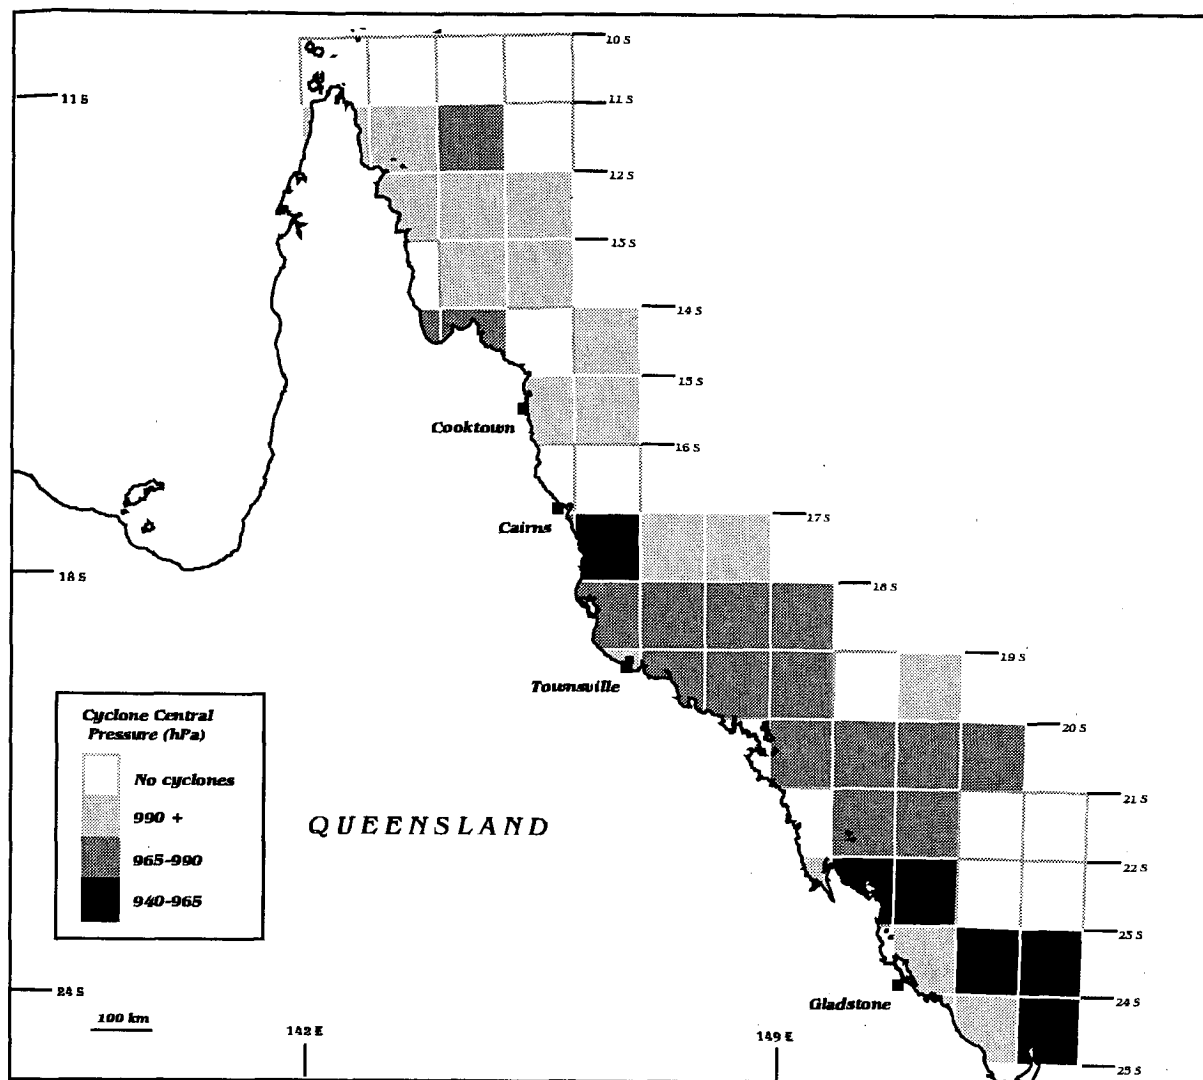 10 S
11 S
11 S
12 S
13 S
14 S
15 S
Cooktown
16 S
17 S
Cairns
18 S
18 S
19 S
Townsville
Cyclone Central
Pressure (hPa)
20 S
No cyclones
21 S
990 +
QUEENSLAND
965-990
22 S
940-965
23 S
24 S
24 S
Gladstone
100 km
142 E
149 E
25 S